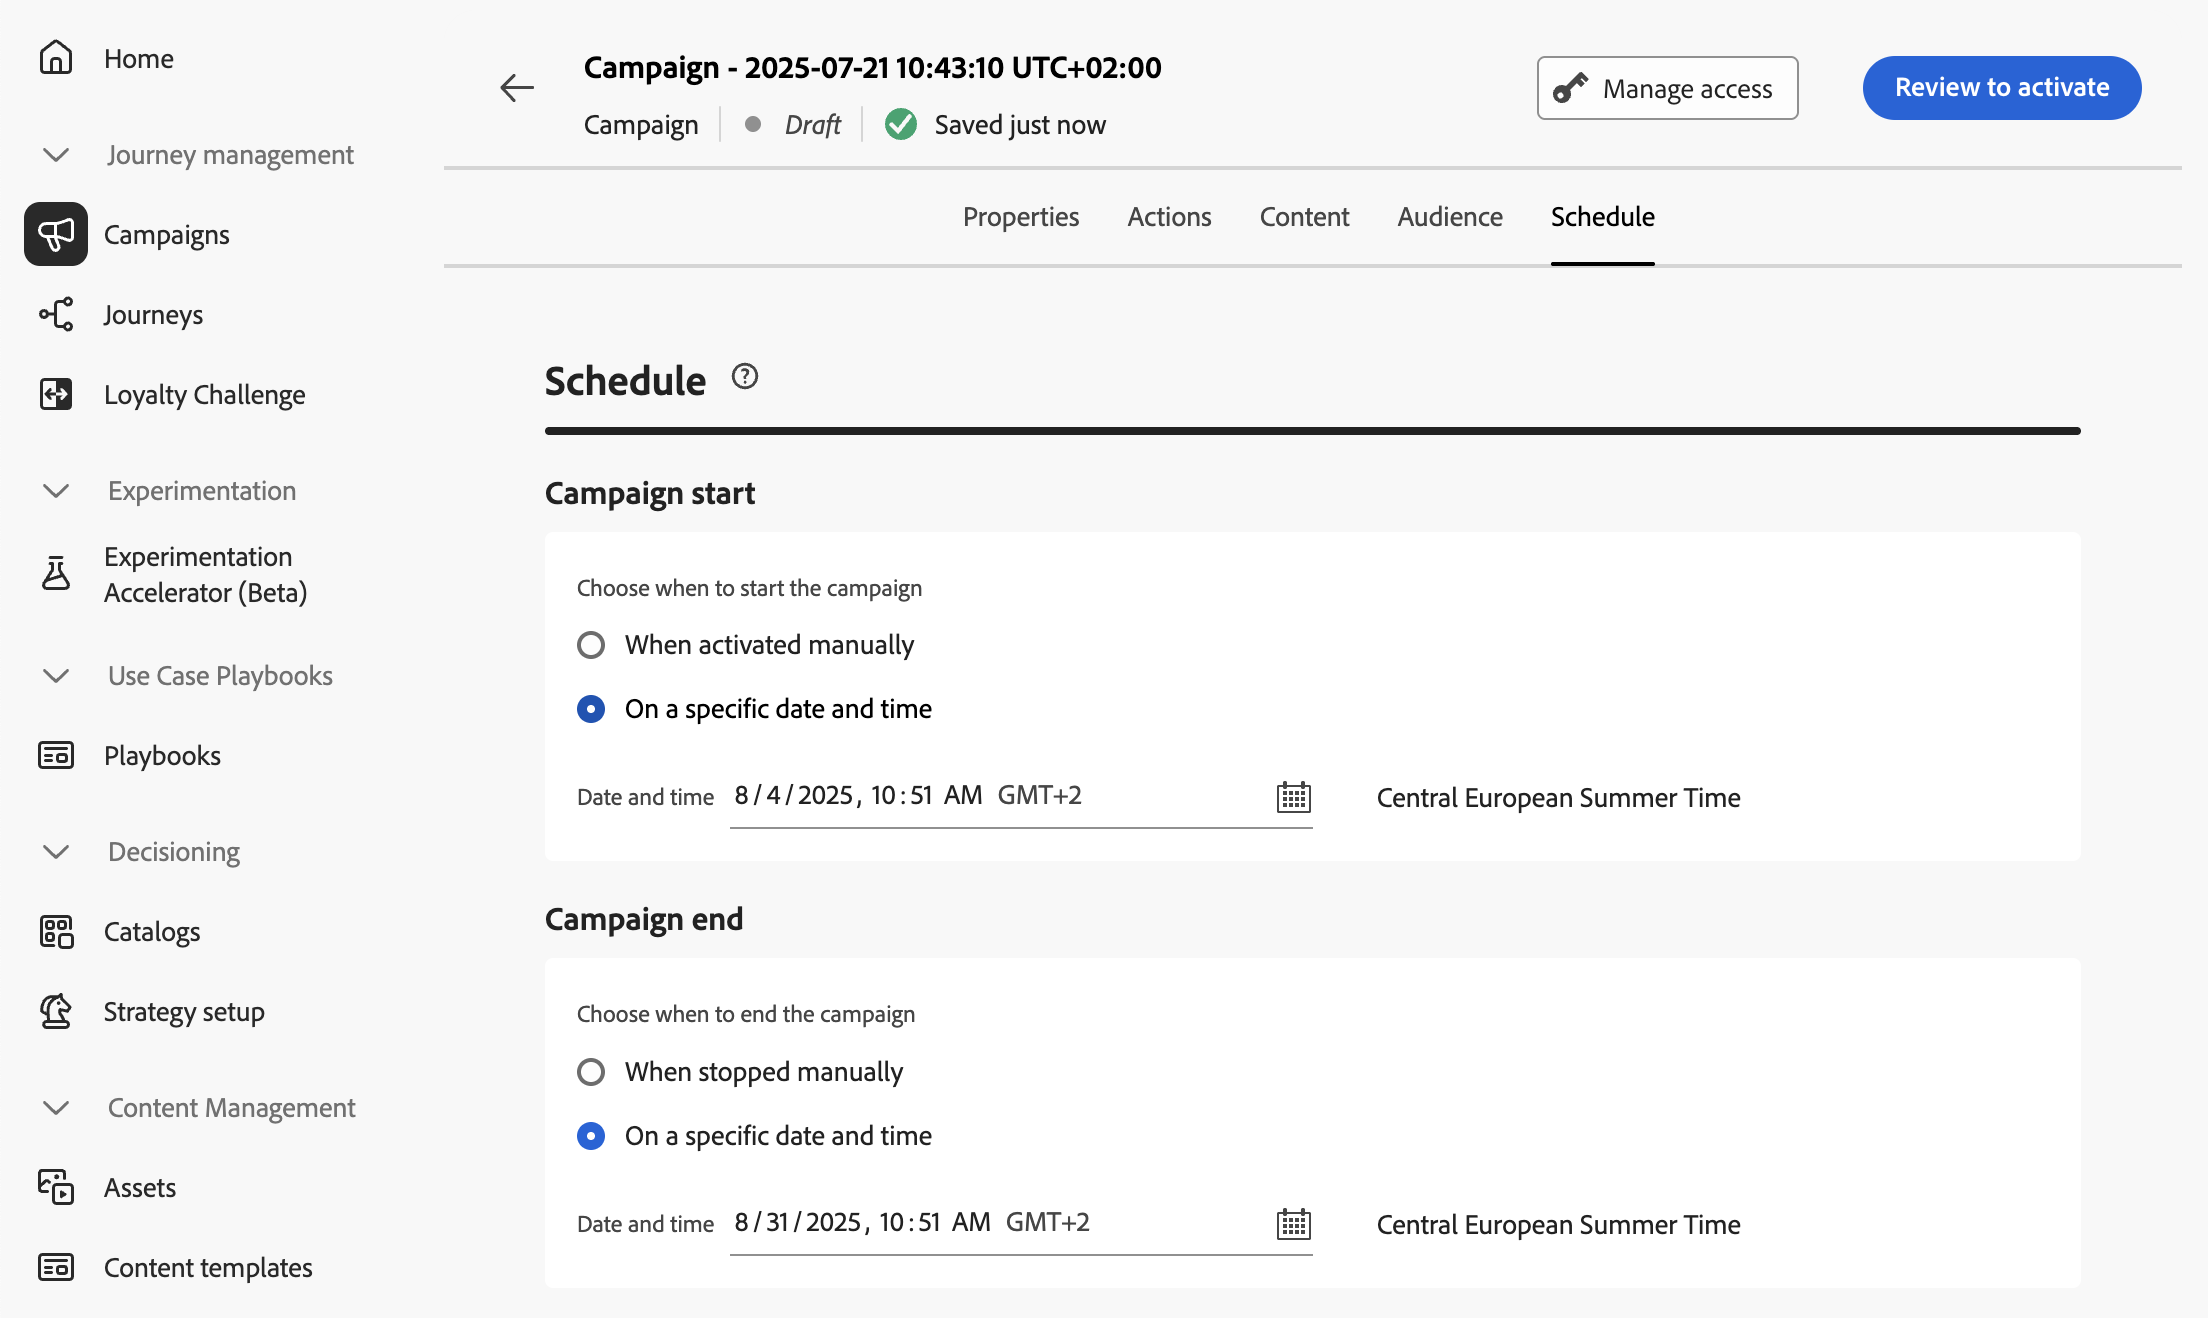 Home
Journey management
Campaigns
Journeys
Loyalty Challenge
Experimentation
Experimentation
Accelerator (Beta)
Use Case Playbooks
Playbooks
Decisioning
Catalogs
Strategy setup
Content Management
Assets
Content templates
Campaign - 2025-07-21 10:43:10 UTC+02:00
Campaign Draft Saved just now
Manage access
Review to activate
Properties Actions Content Audience Schedule
Schedule
Campaign start
Choose when to start the campaign
When activated manually
On a specific date and time
Date and time 8/4/2025, 10:51 AM GMT+2 Central European Summer Time
Campaign end
Choose when to end the campaign
When stopped manually
On a specific date and time
Date and time 8/31/2025, 10:51 AM GMT+2 Central European Summer Time